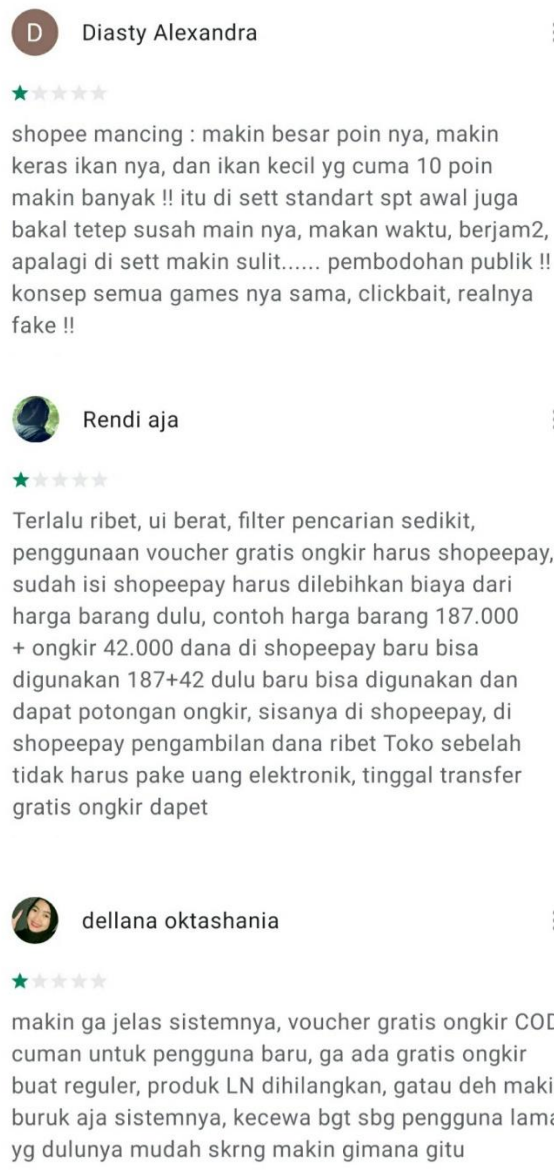 D
Diasty Alexandra
shopee mancing : makin besar poin nya, makin
keras ikan nya, dan ikan kecil yg cuma 10 poin
makin banyak !! itu di sett standart spt awal juga
bakal tetep susah main nya, makan waktu, berjam2,
apalagi di sett makin sulit...... pembodohan publik !!
konsep semua games nya sama, clickbait, realnya
fake !!
Rendi aja
Terlalu ribet, ui berat, filter pencarian sedikit,
penggunaan voucher gratis ongkir harus shopeepay,
sudah isi shopeepay harus dilebihkan biaya dari
harga barang dulu, contoh harga barang 187.000
+ ongkir 42.000 dana di shopeepay baru bisa
digunakan 187+42 dulu baru bisa digunakan dan
dapat potongan ongkir, sisanya di shopeepay, di
shopeepay pengambilan dana ribet Toko sebelah
tidak harus pake uang elektronik, tinggal transfer
gratis ongkir dapet
dellana oktashania
makin ga jelas sistemnya, voucher gratis ongkir COD
cuman untuk pengguna baru, ga ada gratis ongkir
buat reguler, produk LN dihilangkan, gatau deh maki
buruk aja sistemnya, kecewa bgt sbg pengguna lama
yg dulunya mudah skrng makin gimana gitu